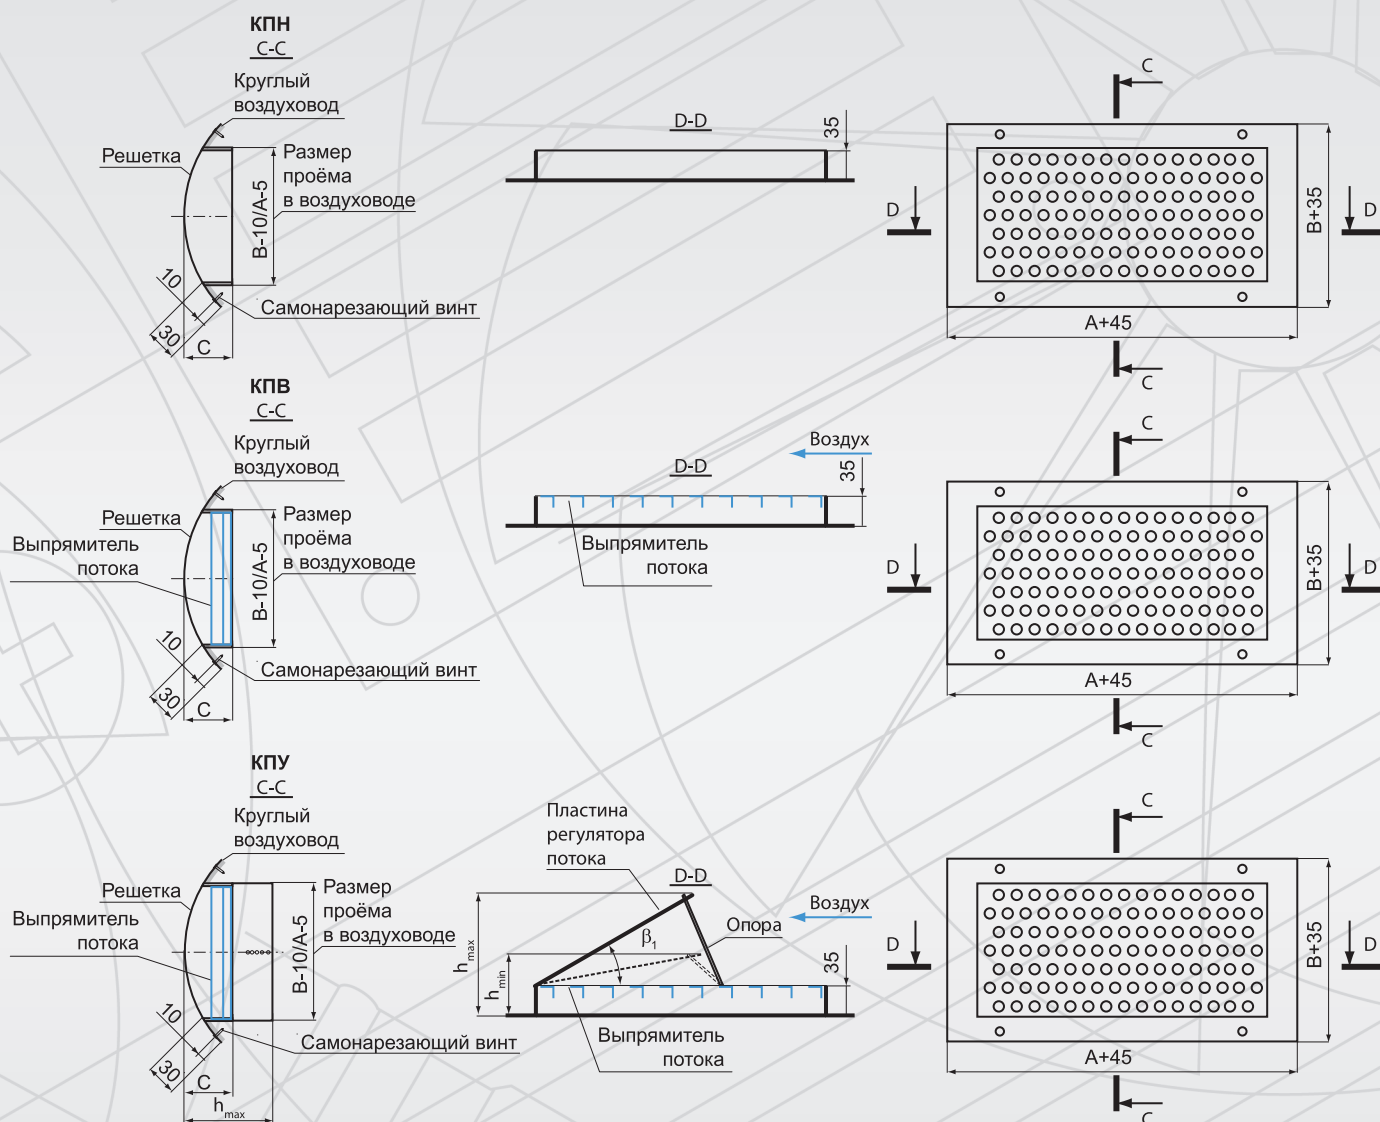 КПН
C-C
Круглый
воздуховод
Решетка
Размер
проёма
в воздуховоде
B-10/A-5
10
30
C
Самонарезающий винт
D-D
35
C
D
D
B+35
A+45
C
КПВ
C-C
Круглый
воздуховод
Решетка
Выпрямитель
потока
Размер
проёма
в воздуховоде
B-10/A-5
10
30
C
Самонарезающий винт
D-D
Воздух
35
Выпрямитель
потока
C
D
D
B+35
A+45
C
КПУ
C-C
Круглый
воздуховод
Решетка
Выпрямитель
потока
Размер
проёма
в воздуховоде
B-10/A-5
10
30
C
hmax
Самонарезающий винт
Пластина
регулятора
потока
D-D
Воздух
Опора
β1
hmax
hmin
35
Выпрямитель
потока
C
D
D
B+35
A+45
C